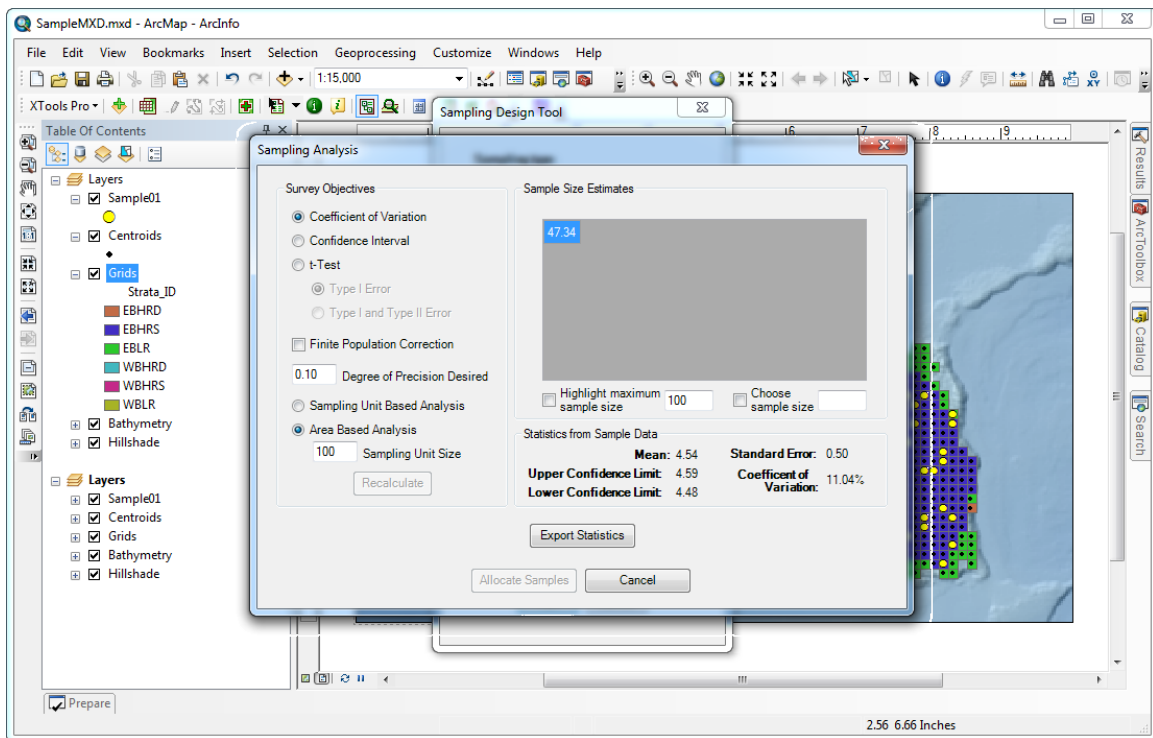 SampleMXD.mxd - ArcMap - ArcInfo
File Edit View Bookmarks Insert Selection Geoprocessing Customize Windows Help
1:15,000
XTools Pro
Sampling Design Tool
Table Of Contents
Layers
Sample01
Centroids
Grids
Strata_ID
EBHRD
EBHRS
EBLR
WBHRD
WBHRS
WBLR
Bathymetry
Hillshade
Layers
Sample01
Centroids
Grids
Bathymetry
Hillshade
6 7 8 9
Sampling Analysis
Survey Objectives
Coefficient of Variation
Confidence Interval
t-Test
Type I Error
Type I and Type II Error
Finite Population Correction
0.10 Degree of Precision Desired
Sampling Unit Based Analysis
Area Based Analysis
100 Sampling Unit Size
Recalculate
Sample Size Estimates
47.34
Highlight maximum sample size 100
Choose sample size
Statistics from Sample Data
Mean: 4.54
Upper Confidence Limit: 4.59
Lower Confidence Limit: 4.48
Standard Error: 0.50
Coefficent of Variation: 11.04%
Export Statistics
Allocate Samples Cancel
Results
ArcToolbox
Catalog
Search
Prepare
2.56 6.66 Inches